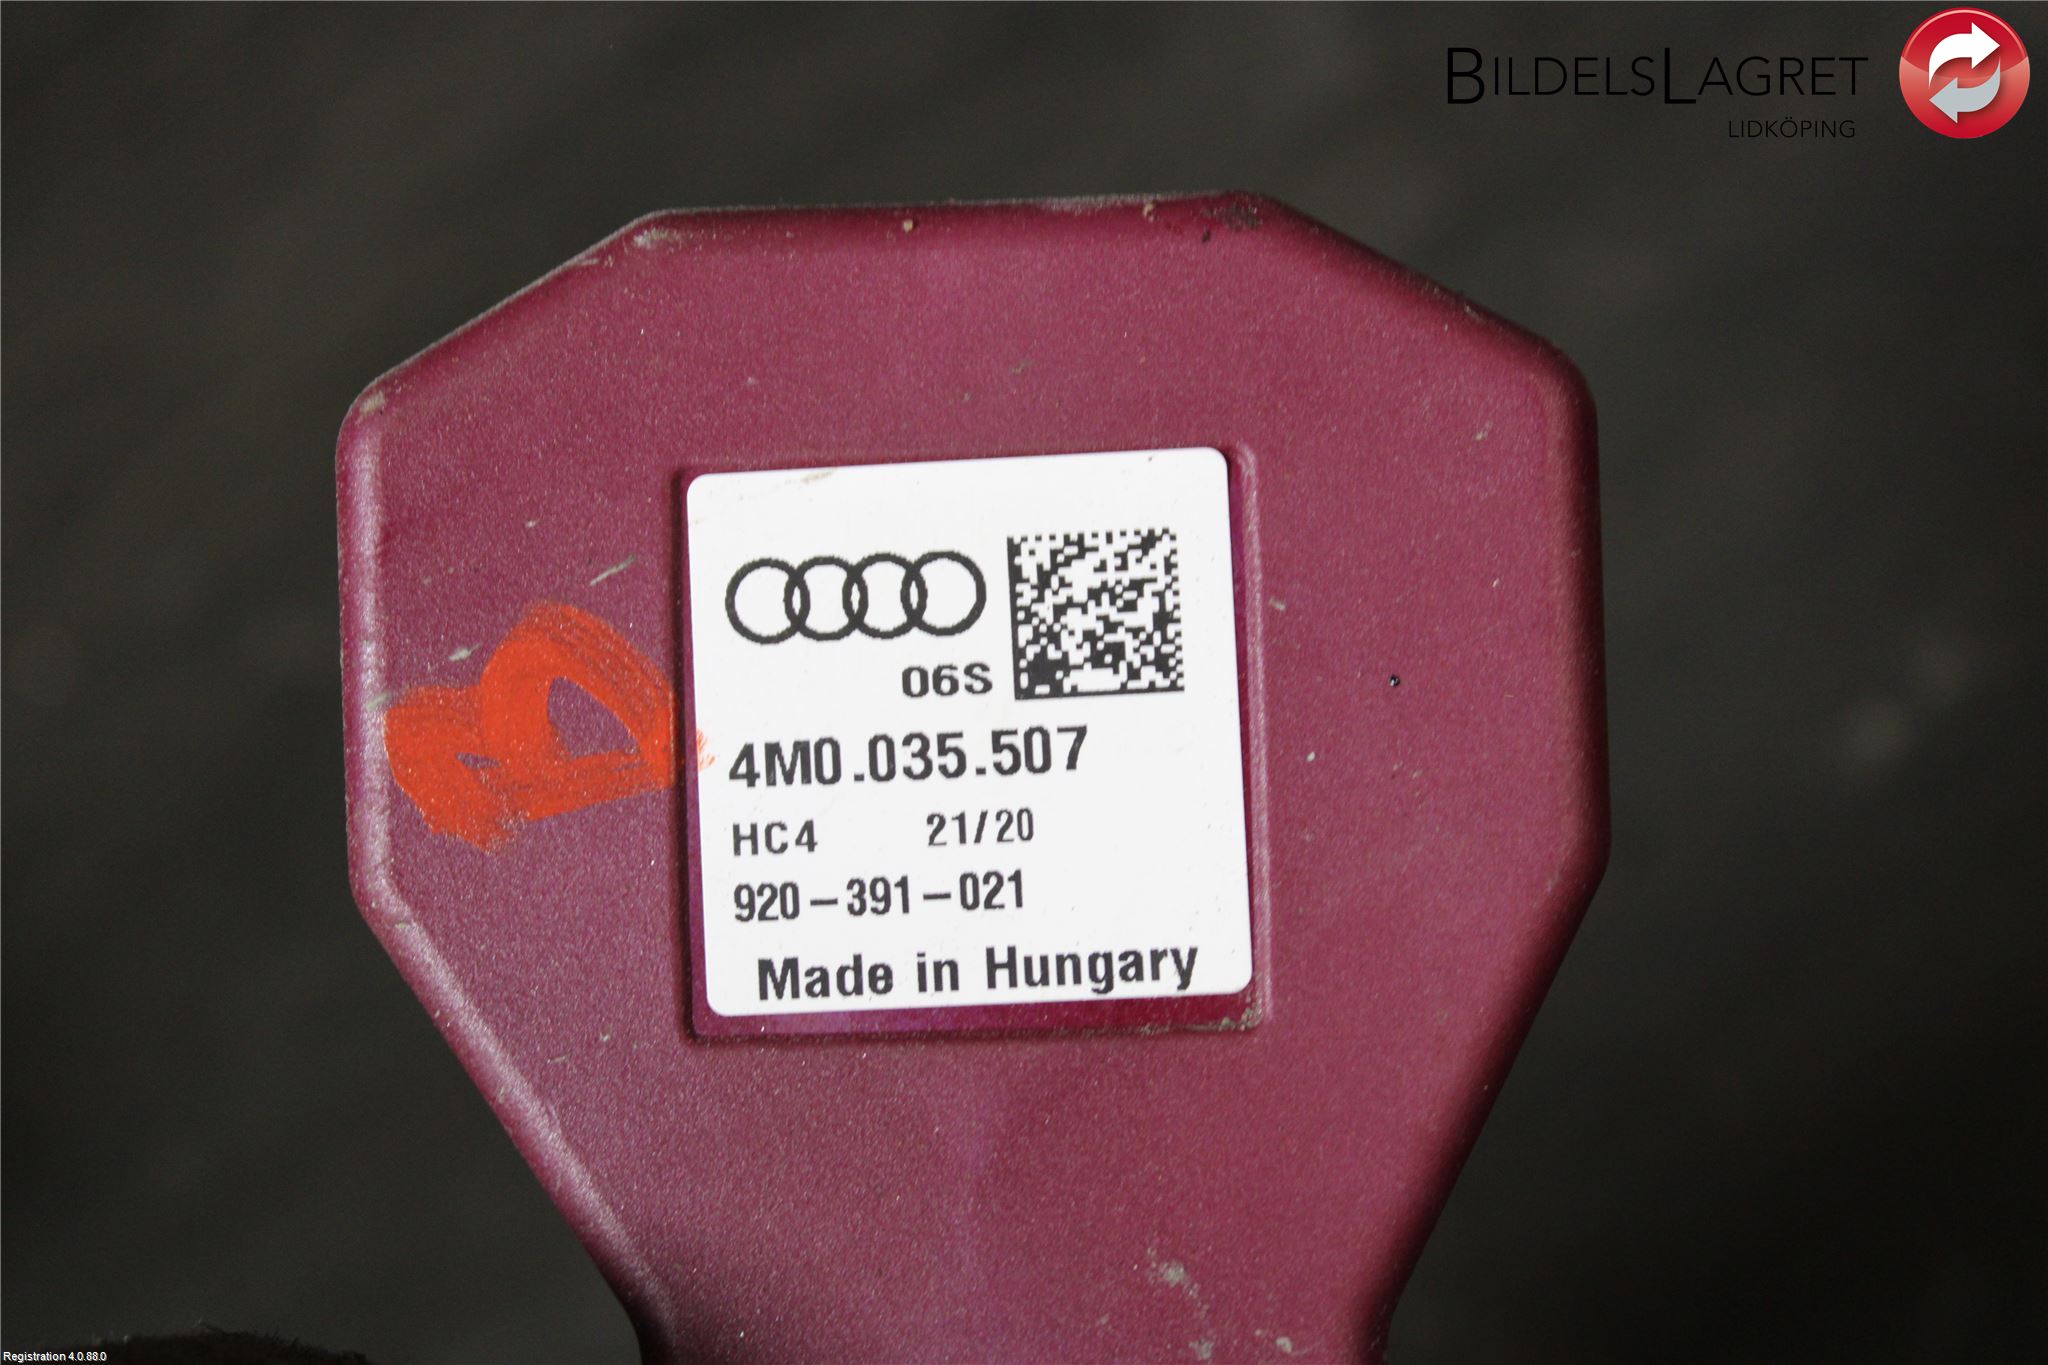 BILDELSLAGRET
LIDKÖPING
06S
4M0.035.507
HC4 21/20
920-391-021
Made in Hungary
Registration 4.0.88.0